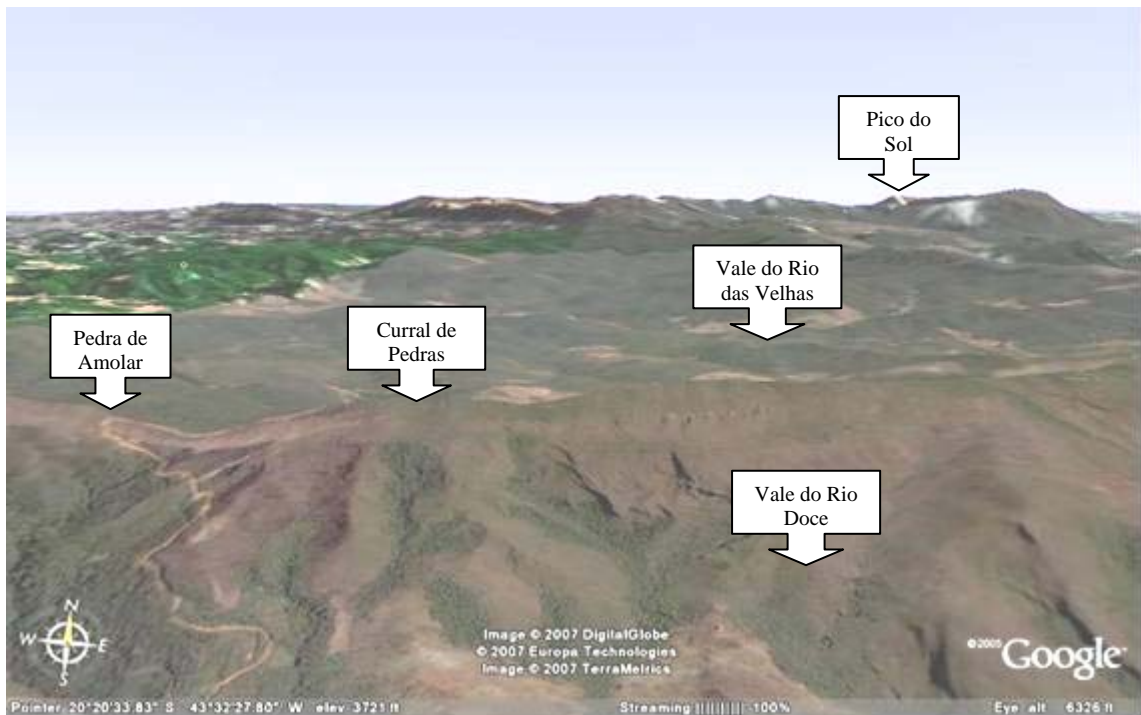 Pico do
Sol
Vale do Rio
das Velhas
Pedra de
Amolar
Curral de
Pedras
Vale do Rio
Doce
N
W E
S
Image © 2007 DigitalGlobe
© 2007 Europa Technologies
Image © 2007 TerraMetrics
©2005 Google
Pointer 20°20'33.83" S 43°32'27.80" W elev 3721 ft Streaming ||||||||| 100% Eye alt 6326 ft